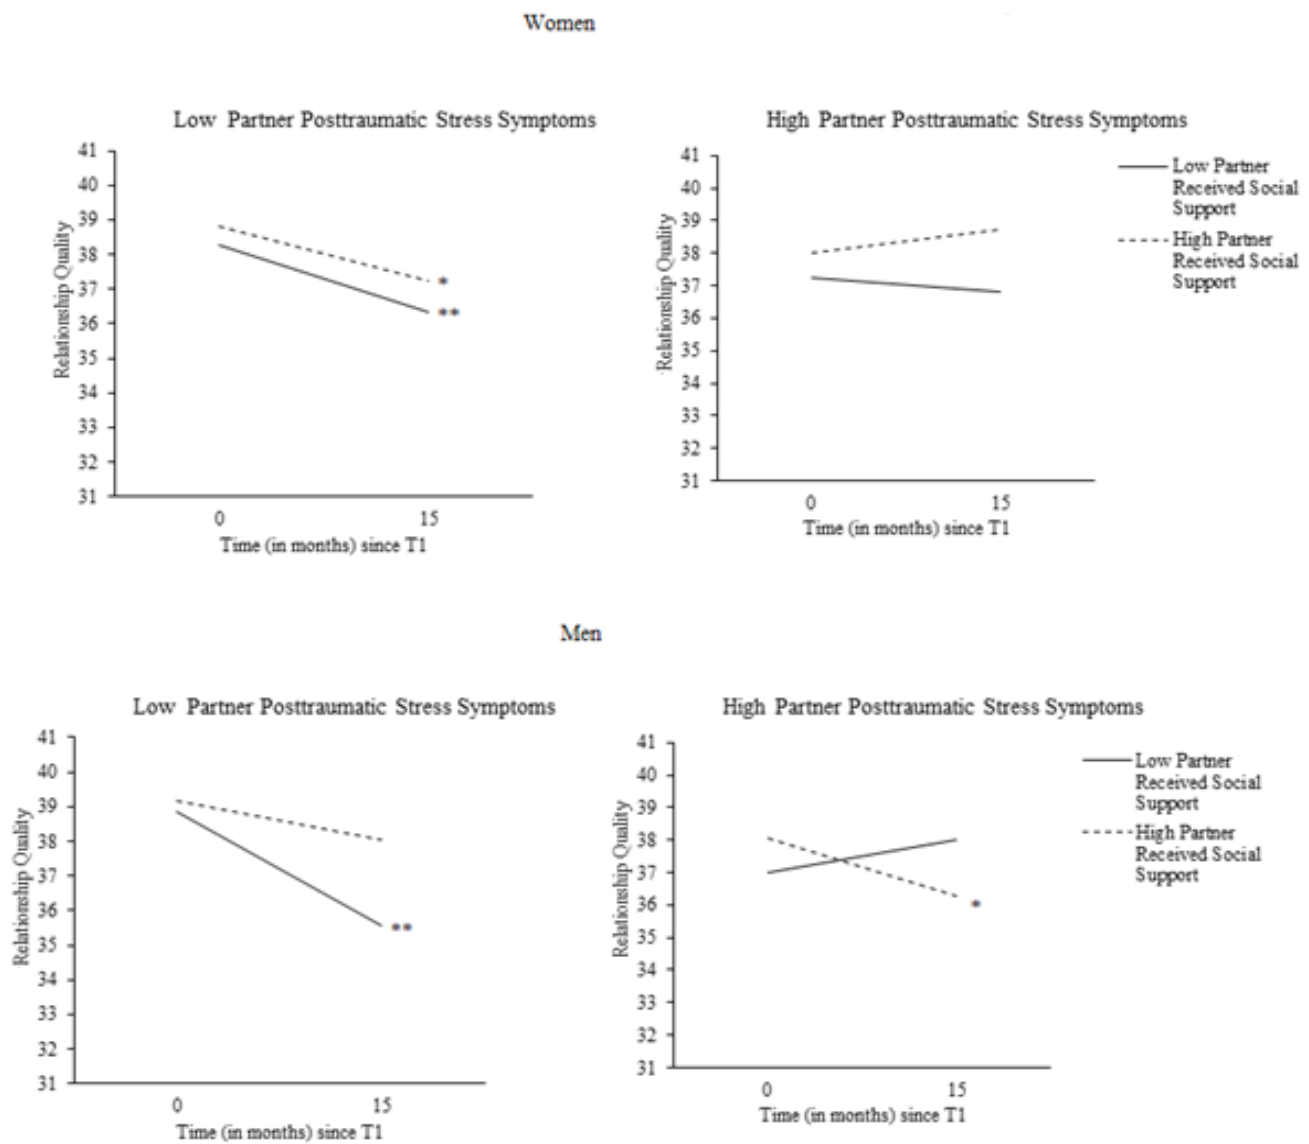 Women
Low Partner Posttraumatic Stress Symptoms
41
40
39
38
37
36
35
34
33
32
31
Relationship Quality
*
**
0
15
Time (in months) since T1
High Partner Posttraumatic Stress Symptoms
41
40
39
38
37
36
35
34
33
32
31
Relationship Quality
0
15
Time (in months) since T1
Low Partner
Received Social
Support
High Partner
Received Social
Support
Men
Low Partner Posttraumatic Stress Symptoms
41
40
39
38
37
36
35
34
33
32
31
Relationship Quality
**
0
15
Time (in months) since T1
High Partner Posttraumatic Stress Symptoms
41
40
39
38
37
36
35
34
33
32
31
Relationship Quality
*
0
15
Time (in months) since T1
Low Partner
Received Social
Support
High Partner
Received Social
Support